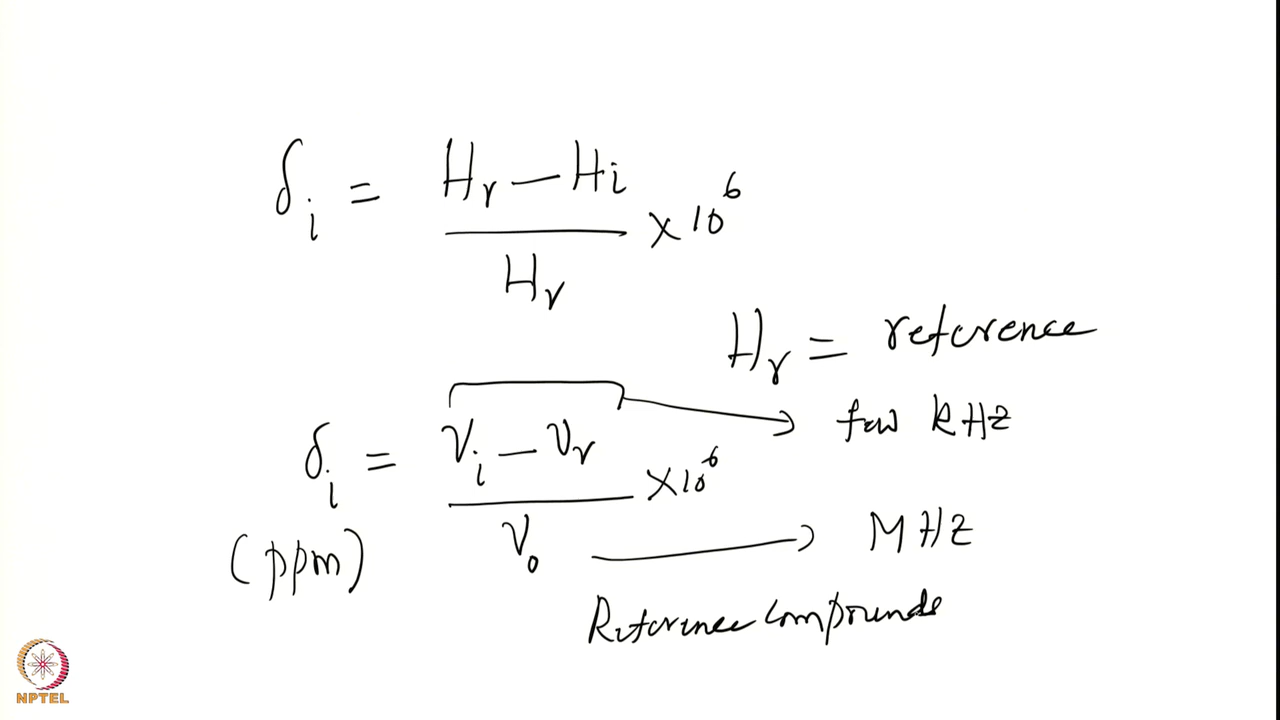 δi = Hr — Hi / Hr × 10^6
Hr = reference
δi = νi — νr / ν0 × 10^6
→ few kHz
(ppm)
→ MHz
Reference compounds
NPTEL